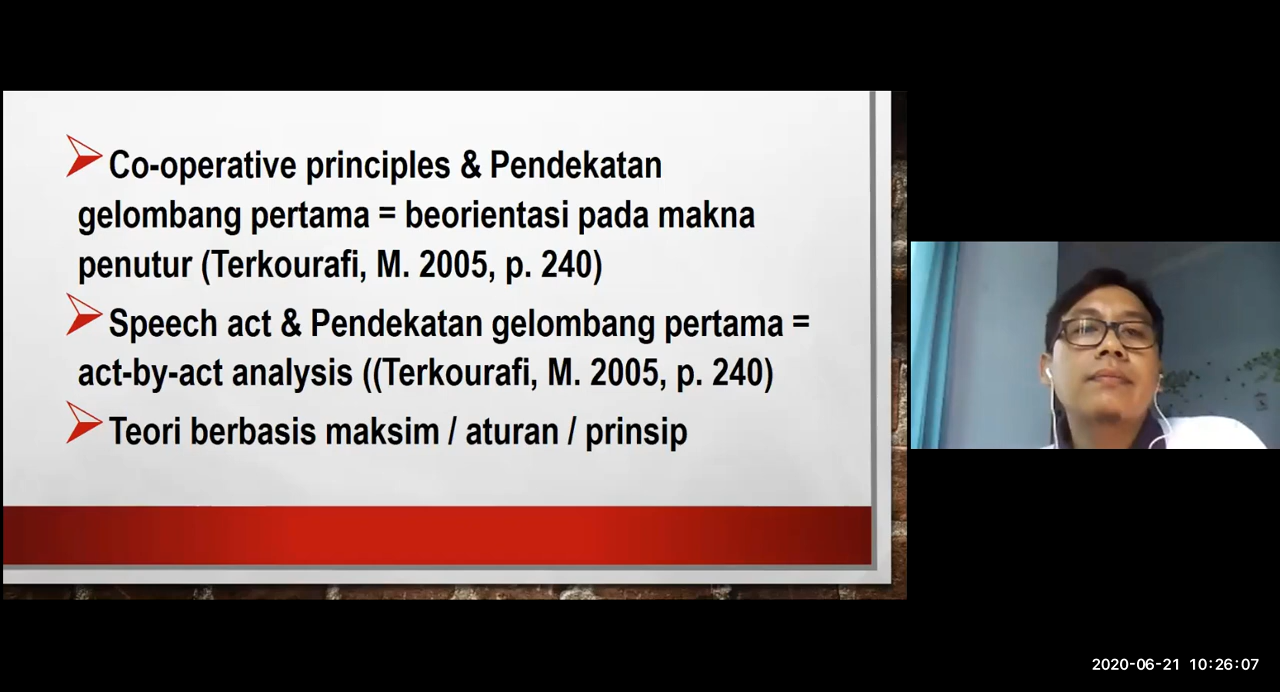 Co-operative principles & Pendekatan
gelombang pertama = beorientasi pada makna
penutur (Terkourafi, M. 2005, p. 240)
Speech act & Pendekatan gelombang pertama =
act-by-act analysis ((Terkourafi, M. 2005, p. 240)
Teori berbasis maksim / aturan / prinsip
2020-06-21 10:26:07